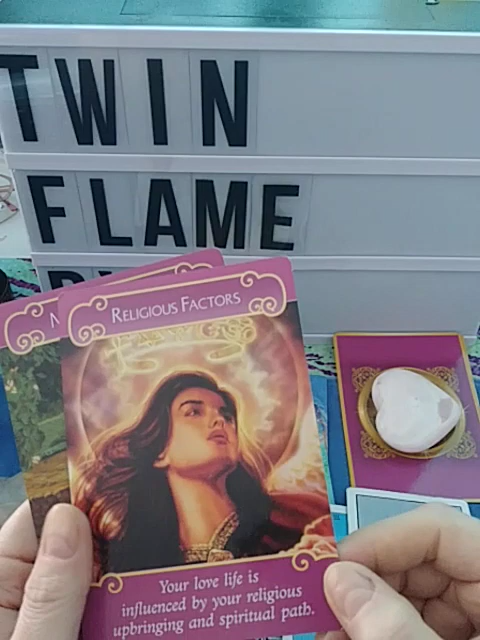 TWIN
FLAME
RELIGIOUS FACTORS
Your love life is
influenced by your religious
upbringing and spiritual path.